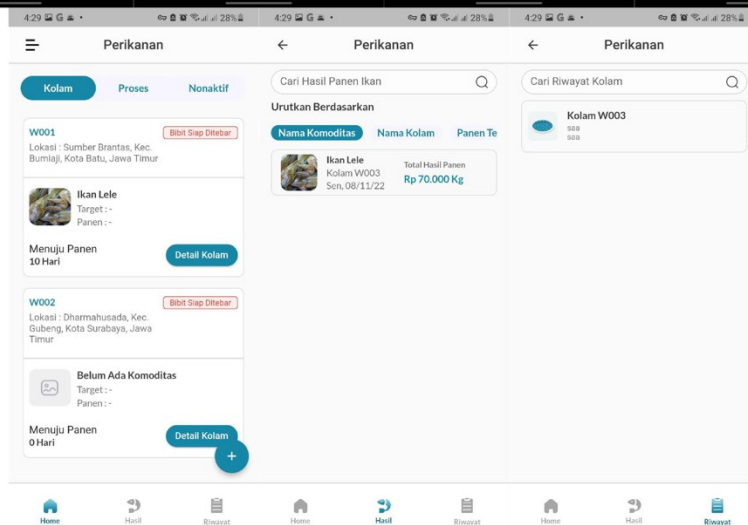 4:29 G • 28%
Perikanan
Kolam Proses Nonaktif
W001 Bibit Siap Ditebar
Lokasi : Sumber Brantas, Kec.
Bumiaji, Kota Batu, Jawa Timur
Ikan Lele
Target : -
Panen : -
Menuju Panen
10 Hari
Detail Kolam
W002 Bibit Siap Ditebar
Lokasi : Dharmahusada, Kec.
Gubeng, Kota Surabaya, Jawa
Timur
Belum Ada Komoditas
Target : -
Panen : -
Menuju Panen
0 Hari
Detail Kolam
+
Home Hasil Riwayat
4:29 G • 28%
Perikanan
Cari Hasil Panen Ikan
Urutkan Berdasarkan
Nama Komoditas Nama Kolam Panen Te
Ikan Lele
Kolam W003
Sen, 08/11/22
Total Hasil Panen
Rp 70.000 Kg
Home Hasil Riwayat
4:29 G • 28%
Perikanan
Cari Riwayat Kolam
Kolam W003
Home Hasil Riwayat